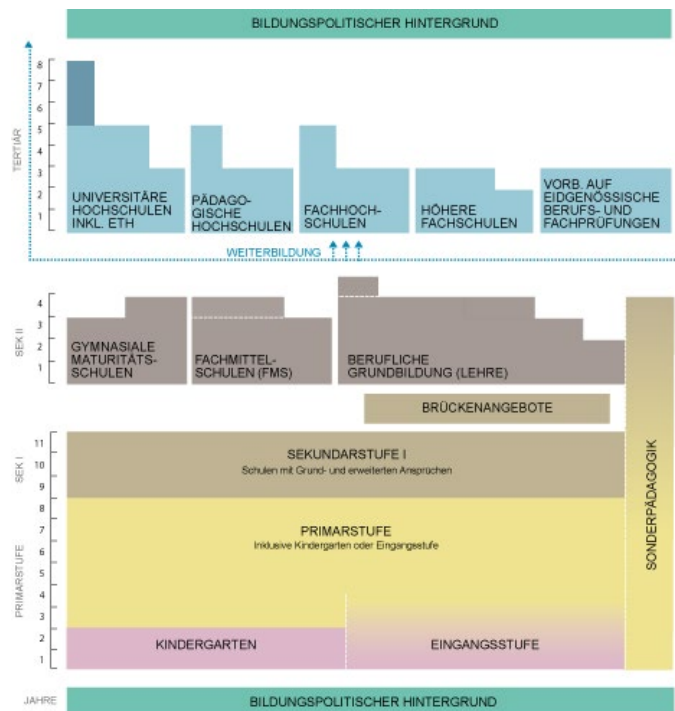 BILDUNGSPOLITISCHER HINTERGRUND
TERTIÄR
8
7
6
5
4
3
2
1
UNIVERSITÄRE
HOCHSCHULEN
INKL. ETH
PÄDAGO-
GISCHE
HOCHSCHULEN
FACHHOCH-
SCHULEN
HÖHERE
FACHSCHULEN
VORB. AUF
EIDGENÖSSISCHE
BERUFS- UND
FACHPRÜFUNGEN
WEITERBILDUNG
SEK II
4
3
2
1
GYMNASIALE
MATURITÄTS-
SCHULEN
FACHMITTEL-
SCHULEN (FMS)
BERUFLICHE
GRUNDBILDUNG (LEHRE)
BRÜCKENANGEBOTE
SONDERPÄDAGOGIK
SEK I
11
10
9
SEKUNDARSTUFE I
Schulen mit Grund- und erweiterten Ansprüchen
PRIMARSTUFE
8
7
6
5
4
3
2
1
PRIMARSTUFE
Inklusive Kindergarten oder Eingangsstufe
KINDERGARTEN
EINGANGSSTUFE
JAHRE
BILDUNGSPOLITISCHER HINTERGRUND